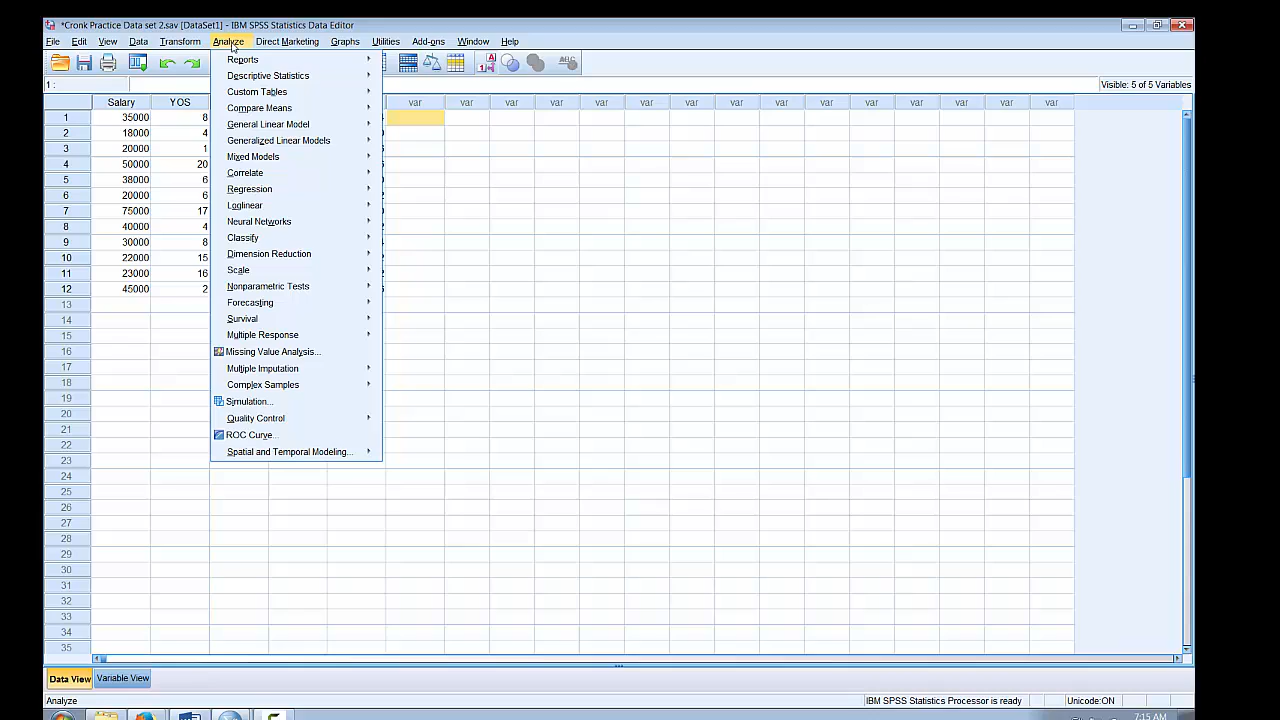 *Cronk Practice Data set 2.sav [DataSet1] - IBM SPSS Statistics Data Editor
File Edit View Data Transform Analyze Direct Marketing Graphs Utilities Add-ons Window Help
1 : Visible: 5 of 5 Variables
Salary YOS var var var var var var var var var var var var var var
1 35000 8
2 18000 4
3 20000 1
4 50000 20
5 38000 6
6 20000 6
7 75000 17
8 40000 4
9 30000 8
10 22000 15
11 23000 16
12 45000 2
13
14
15
16
17
18
19
20
21
22
23
24
25
26
27
28
29
30
31
32
33
34
35
Reports
Descriptive Statistics
Custom Tables
Compare Means
General Linear Model
Generalized Linear Models
Mixed Models
Correlate
Regression
Loglinear
Neural Networks
Classify
Dimension Reduction
Scale
Nonparametric Tests
Forecasting
Survival
Multiple Response
Missing Value Analysis...
Multiple Imputation
Complex Samples
Simulation...
Quality Control
ROC Curve...
Spatial and Temporal Modeling...
Data View Variable View
Analyze IBM SPSS Statistics Processor is ready Unicode:ON
7:15 AM